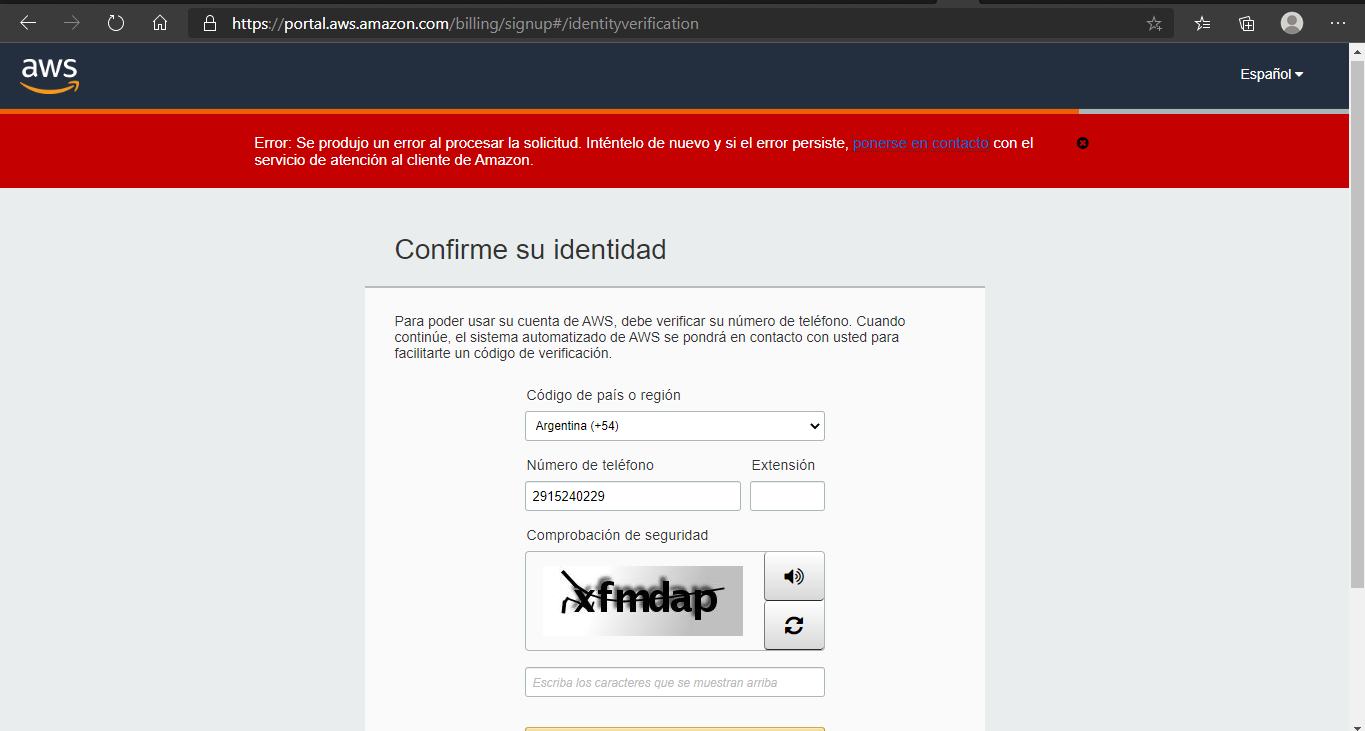 https://portal.aws.amazon.com/billing/signup#/identityverification
aws
Español
Error: Se produjo un error al procesar la solicitud. Inténtelo de nuevo y si el error persiste, ponerse en contacto con el
servicio de atención al cliente de Amazon.
Confirme su identidad
Para poder usar su cuenta de AWS, debe verificar su número de teléfono. Cuando
continúe, el sistema automatizado de AWS se pondrá en contacto con usted para
facilitarte un código de verificación.
Código de país o región
Argentina (+54)
Número de teléfono Extensión
2915240229
Comprobación de seguridad
xfmdap
Escriba los caracteres que se muestran arriba